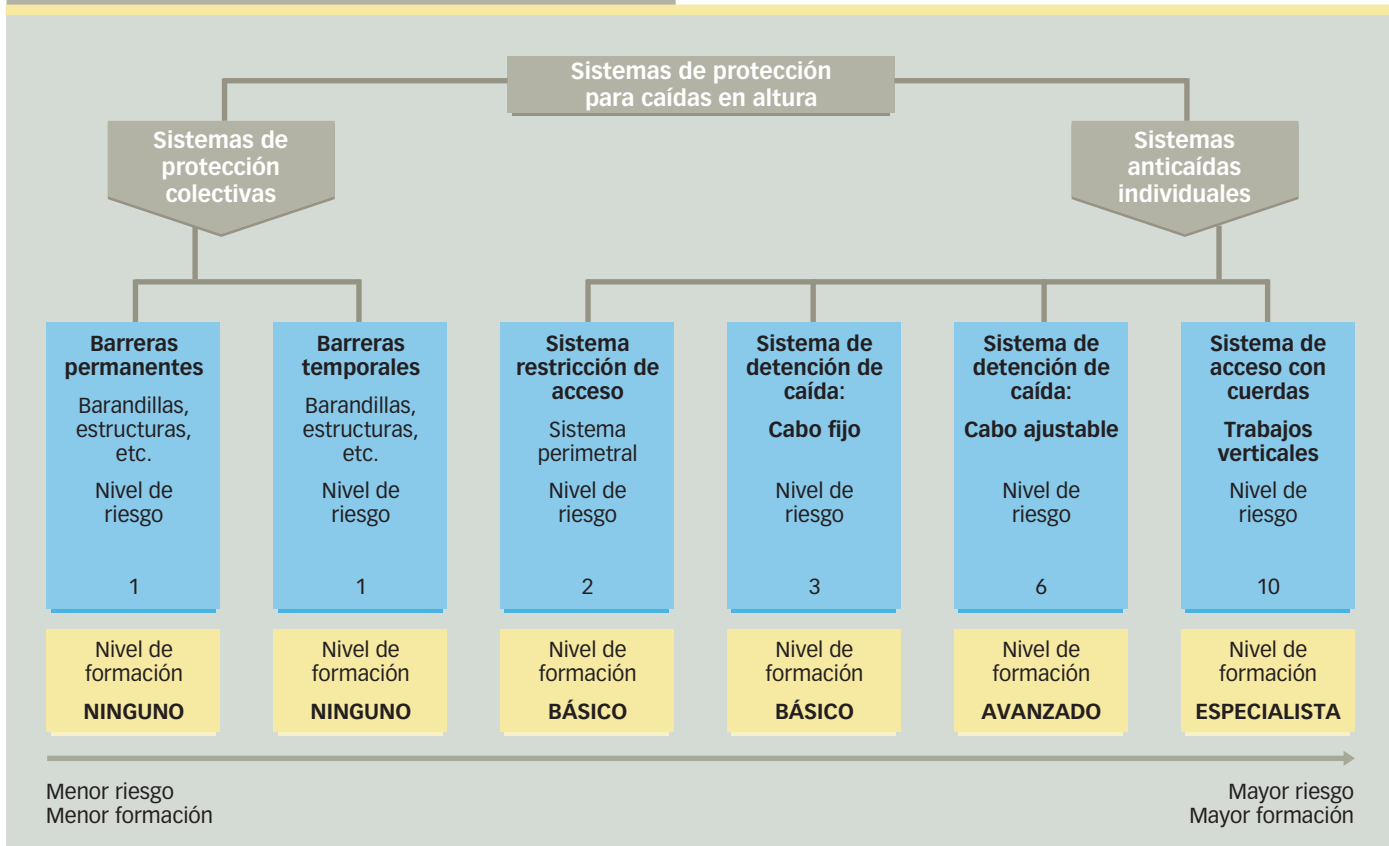 Sistemas de protección
para caídas en altura
Sistemas de
protección
colectivas
Sistemas
anticaídas
individuales
Barreras
permanentes
Barandillas,
estructuras,
etc.
Nivel de
riesgo
1
Nivel de
formación
NINGUNO
Barreras
temporales
Barandillas,
estructuras,
etc.
Nivel de
riesgo
1
Nivel de
formación
NINGUNO
Sistema
restricción de
acceso
Sistema
perimetral
Nivel de
riesgo
2
Nivel de
formación
BÁSICO
Sistema de
detención de
caída:
Cabo fijo
Nivel de
riesgo
3
Nivel de
formación
BÁSICO
Sistema de
detención de
caída:
Cabo ajustable
Nivel de
riesgo
6
Nivel de
formación
AVANZADO
Sistema de
acceso con
cuerdas
Trabajos
verticales
Nivel de
riesgo
10
Nivel de
formación
ESPECIALISTA
Menor riesgo
Menor formación
Mayor riesgo
Mayor formación